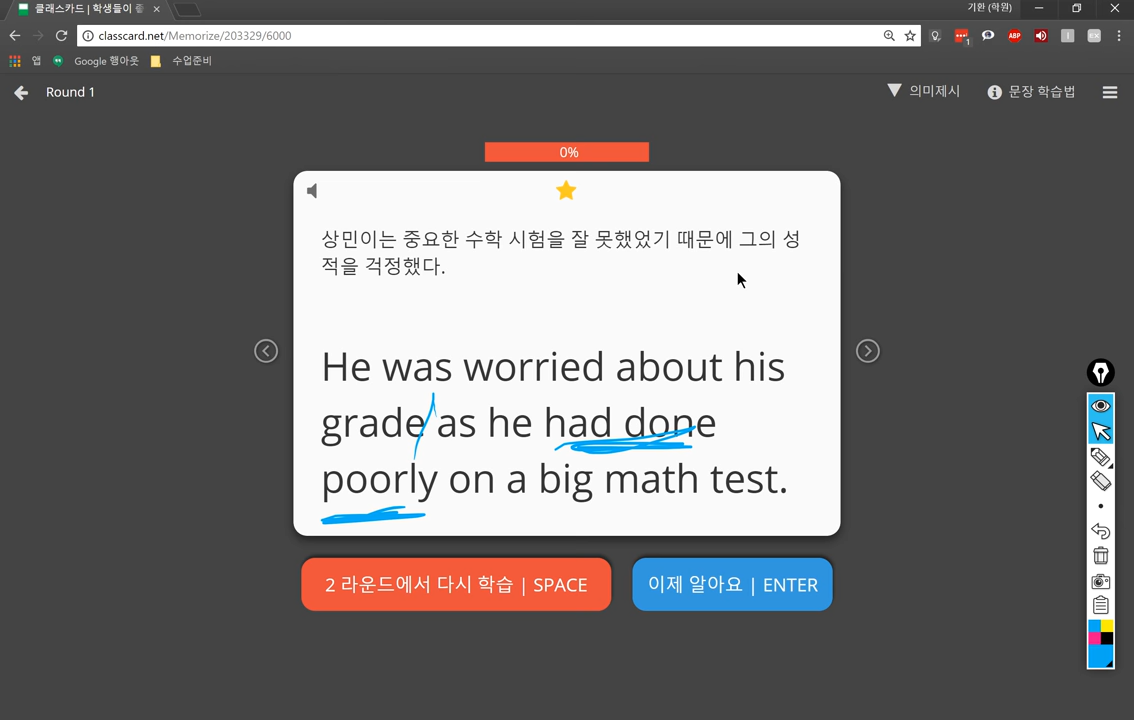 클래스카드 | 학생들이 즐
기환 (학원)
classcard.net/Memorize/203329/6000
앱 Google 행아웃 수업준비
Round 1
의미제시 문장 학습법
0%
상민이는 중요한 수학 시험을 잘 못했었기 때문에 그의 성
적을 걱정했다.
He was worried about his
grade as he had done
poorly on a big math test.
2 라운드에서 다시 학습 | SPACE
이제 알아요 | ENTER